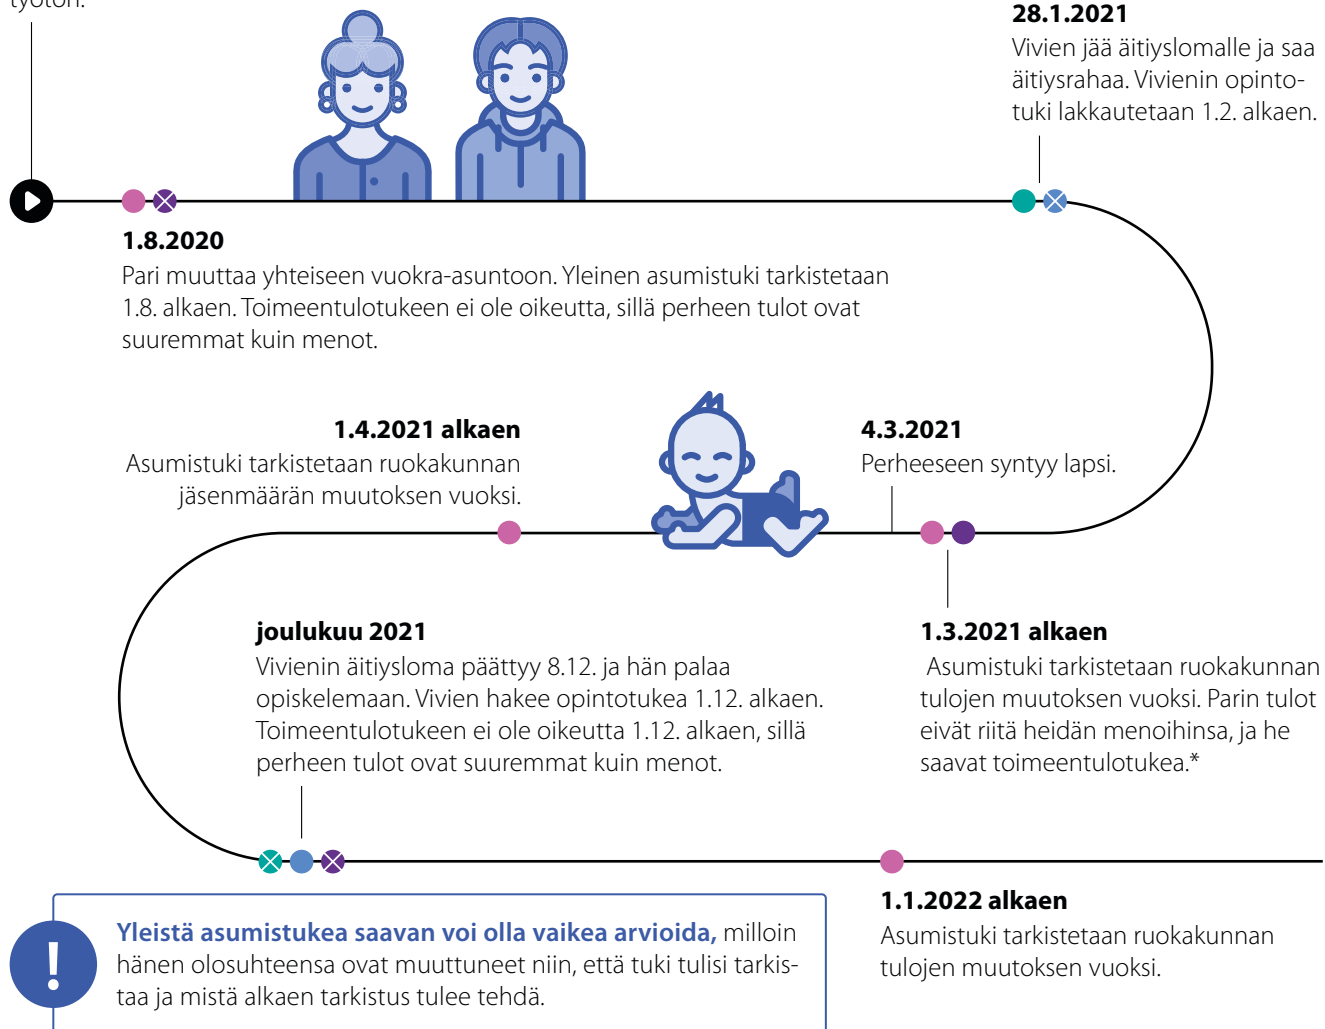 työtön.
28.1.2021
Vivien jää äitiyslomalle ja saa
äitiysrahaa. Vivienin opinto-
tuki lakkautetaan 1.2. alkaen.
1.8.2020
Pari muuttaa yhteiseen vuokra-asuntoon. Yleinen asumistuki tarkistetaan
1.8. alkaen. Toimeentulotukeen ei ole oikeutta, sillä perheen tulot ovat
suuremmat kuin menot.
4.3.2021
Perheeseen syntyy lapsi.
1.4.2021 alkaen
Asumistuki tarkistetaan ruokakunnan
jäsenmäärän muutoksen vuoksi.
1.3.2021 alkaen
Asumistuki tarkistetaan ruokakunnan
tulojen muutoksen vuoksi. Parin tulot
eivät riitä heidän menoihinsa, ja he
saavat toimeentulotukea.*
joulukuu 2021
Vivienin äitiysloma päättyy 8.12. ja hän palaa
opiskelemaan. Vivien hakee opintotukea 1.12. alkaen.
Toimeentulotukeen ei ole oikeutta 1.12. alkaen, sillä
perheen tulot ovat suuremmat kuin menot.
1.1.2022 alkaen
Asumistuki tarkistetaan ruokakunnan
tulojen muutoksen vuoksi.
!
Yleistä asumistukea saavan voi olla vaikea arvioida, milloin
hänen olosuhteensa ovat muuttuneet niin, että tuki tulisi tarkis-
taa ja mistä alkaen tarkistus tulee tehdä.